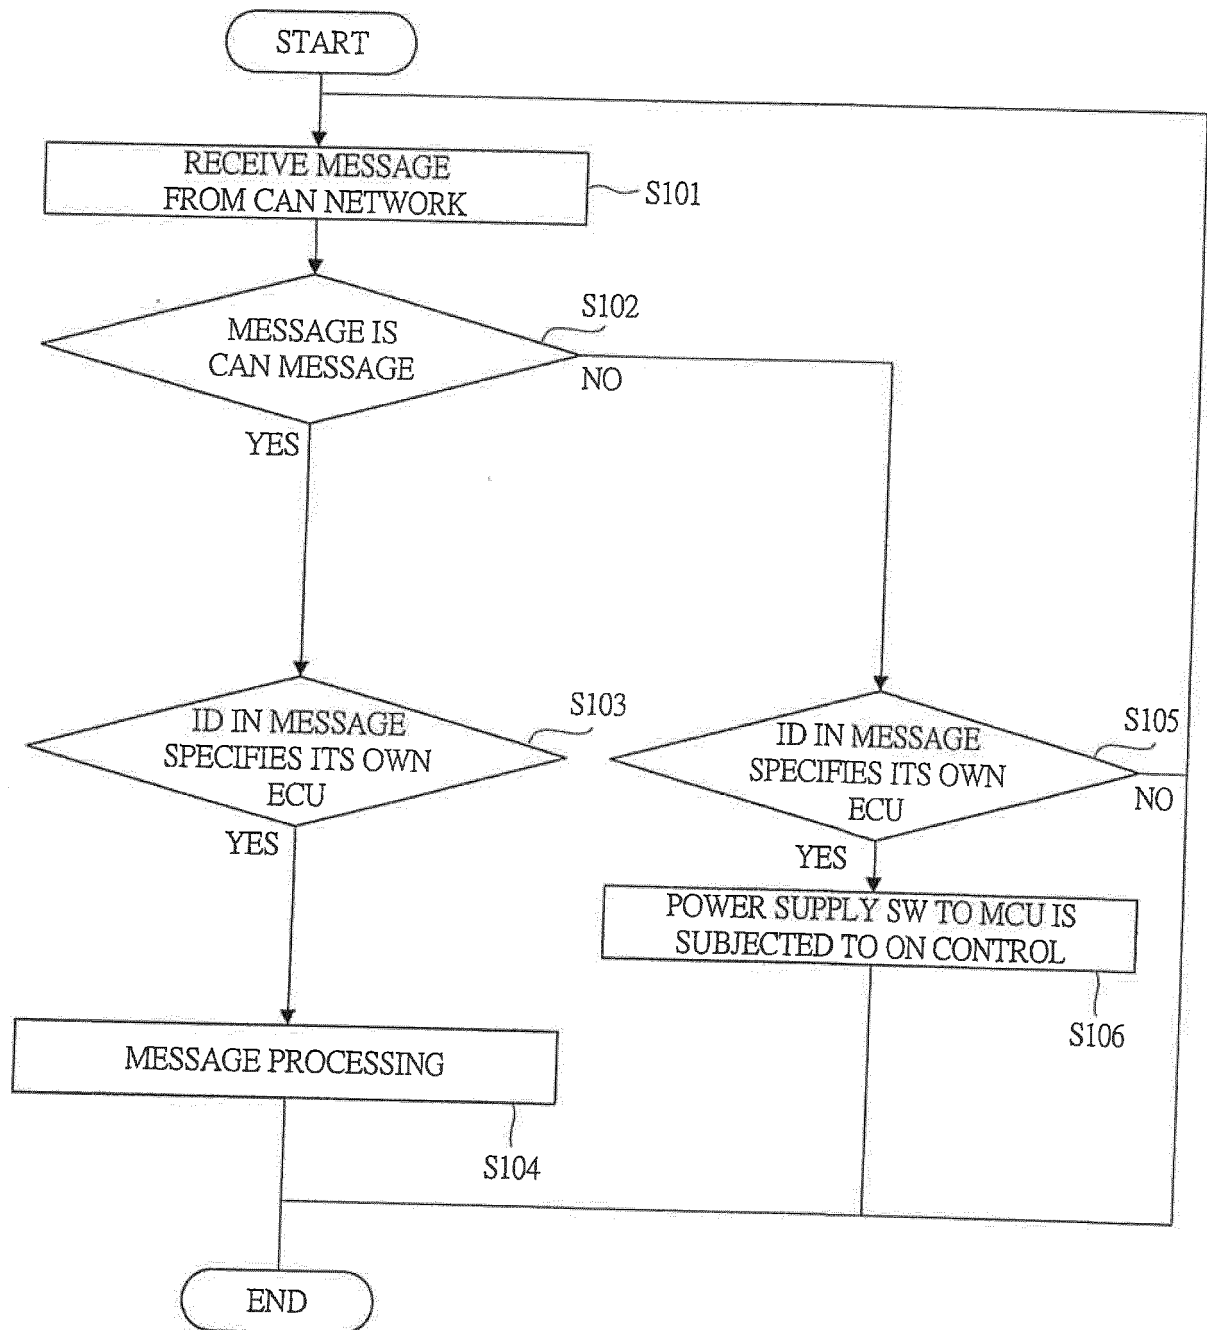 START
RECEIVE MESSAGE
FROM CAN NETWORK
S101
S102
MESSAGE IS
CAN MESSAGE
NO
YES
S103
ID IN MESSAGE
SPECIFIES ITS OWN
ECU
YES
S105
ID IN MESSAGE
SPECIFIES ITS OWN
ECU
NO
YES
POWER SUPPLY SW TO MCU IS
SUBJECTED TO ON CONTROL
S106
MESSAGE PROCESSING
S104
END